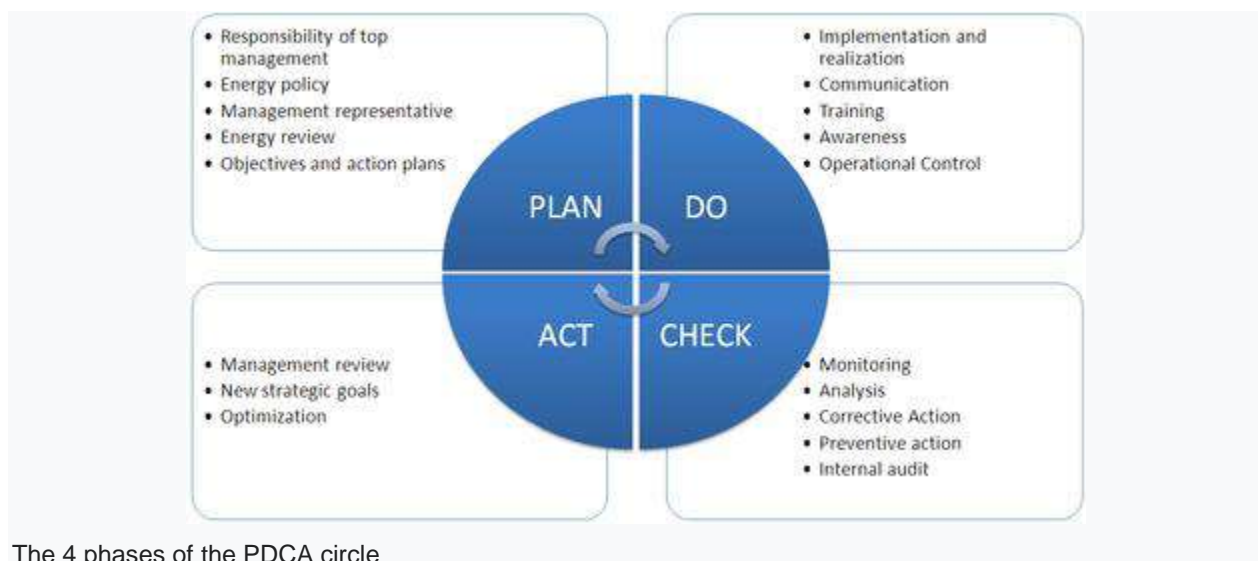 • Responsibility of top
management
• Energy policy
• Management representative
• Energy review
• Objectives and action plans
• Implementation and
realization
• Communication
• Training
• Awareness
• Operational Control
PLAN
DO
ACT
CHECK
• Management review
• New strategic goals
• Optimization
• Monitoring
• Analysis
• Corrective Action
• Preventive action
• Internal audit
The 4 phases of the PDCA circle